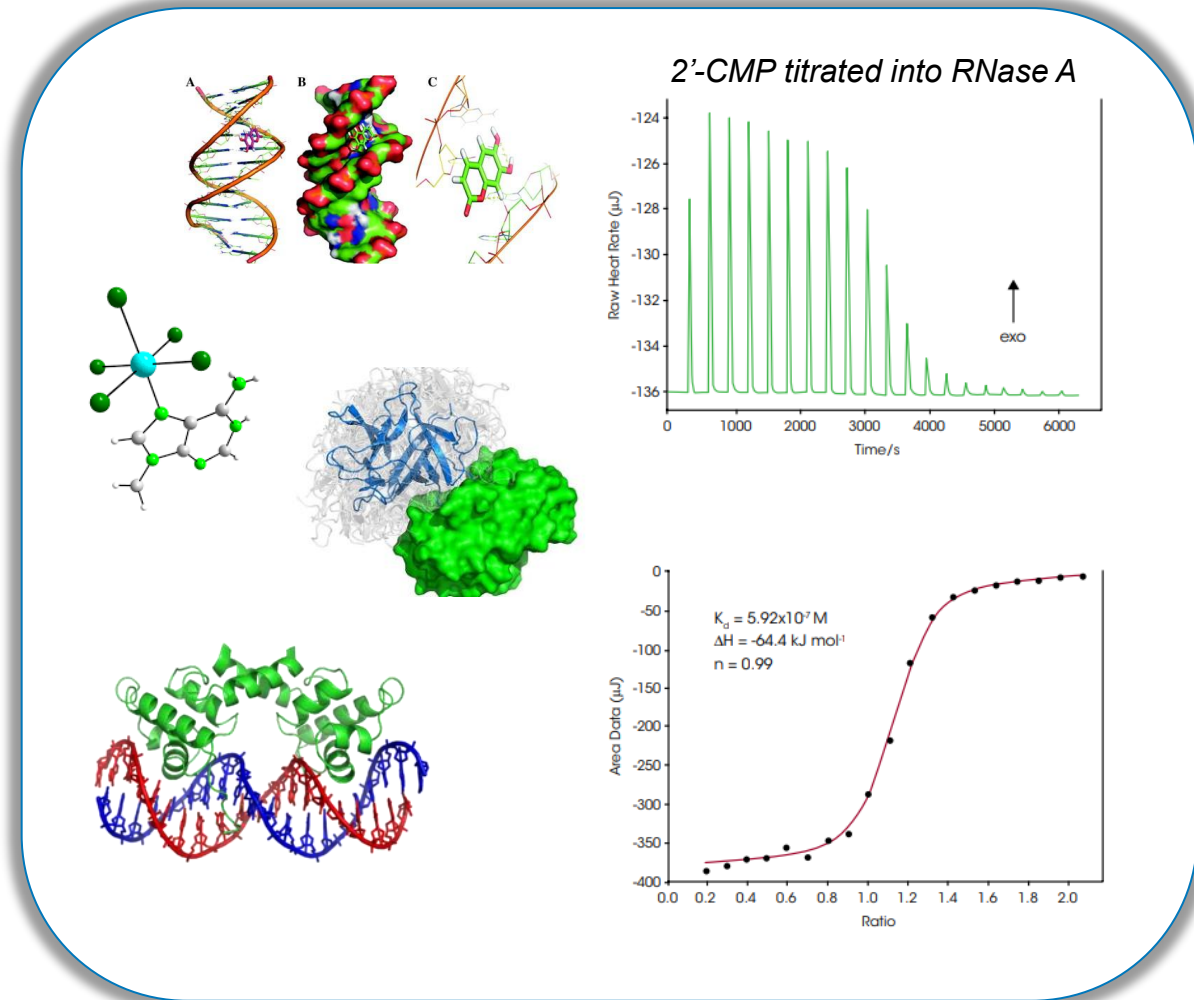 A B C
2’-CMP titrated into RNase A
Raw Heat Rate (µJ)
-124
-126
-128
-130
-132
-134
-136
exo
0 1000 2000 3000 4000 5000 6000
Time/s
Area Data (µJ)
0
-50
-100
-150
-200
-250
-300
-350
-400
K_d = 5.92x10⁻⁷ M
ΔH = -64.4 kJ mol⁻¹
n = 0.99
0.0 0.2 0.4 0.6 0.8 1.0 1.2 1.4 1.6 1.8 2.0
Ratio